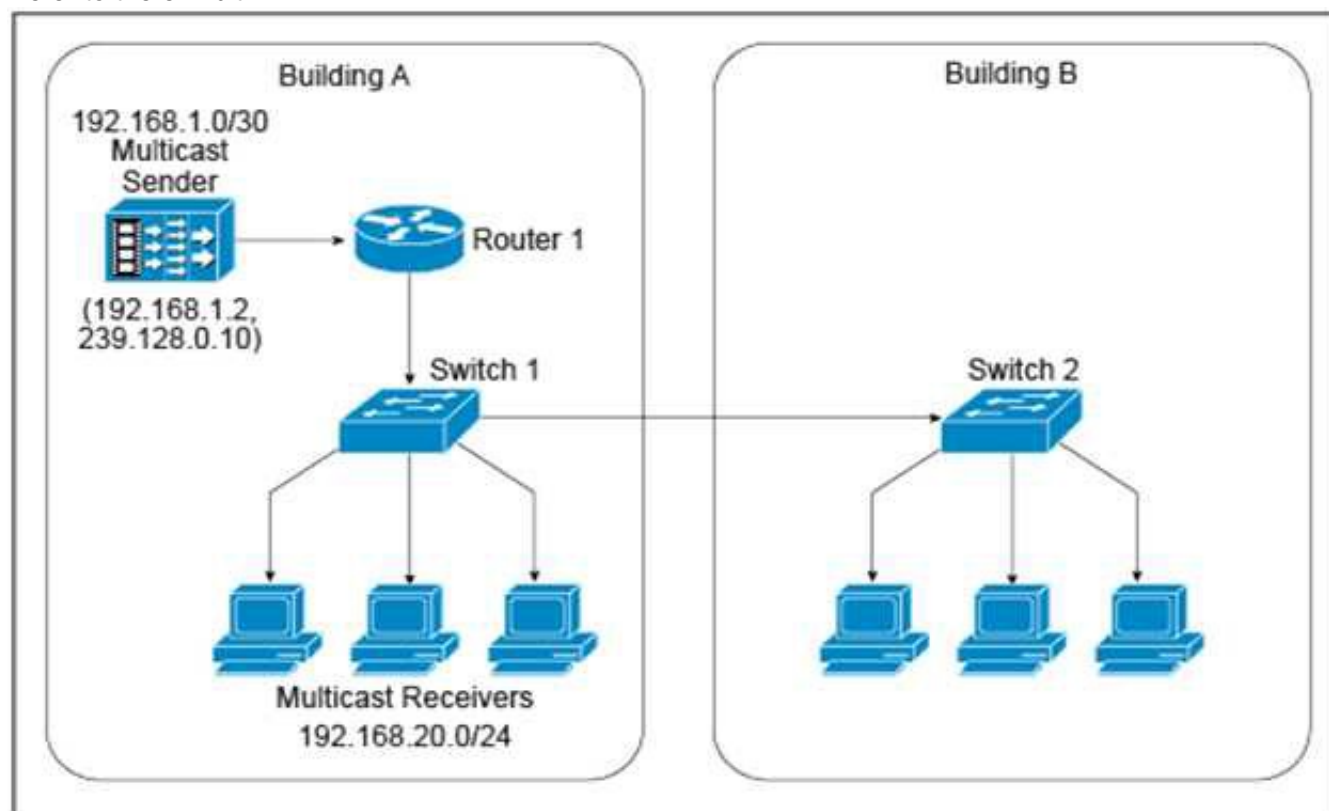 Building A
Building B
192.168.1.0/30
Multicast
Sender
Router 1
(192.168.1.2,
239.128.0.10)
Switch 1
Switch 2
Multicast Receivers
192.168.20.0/24